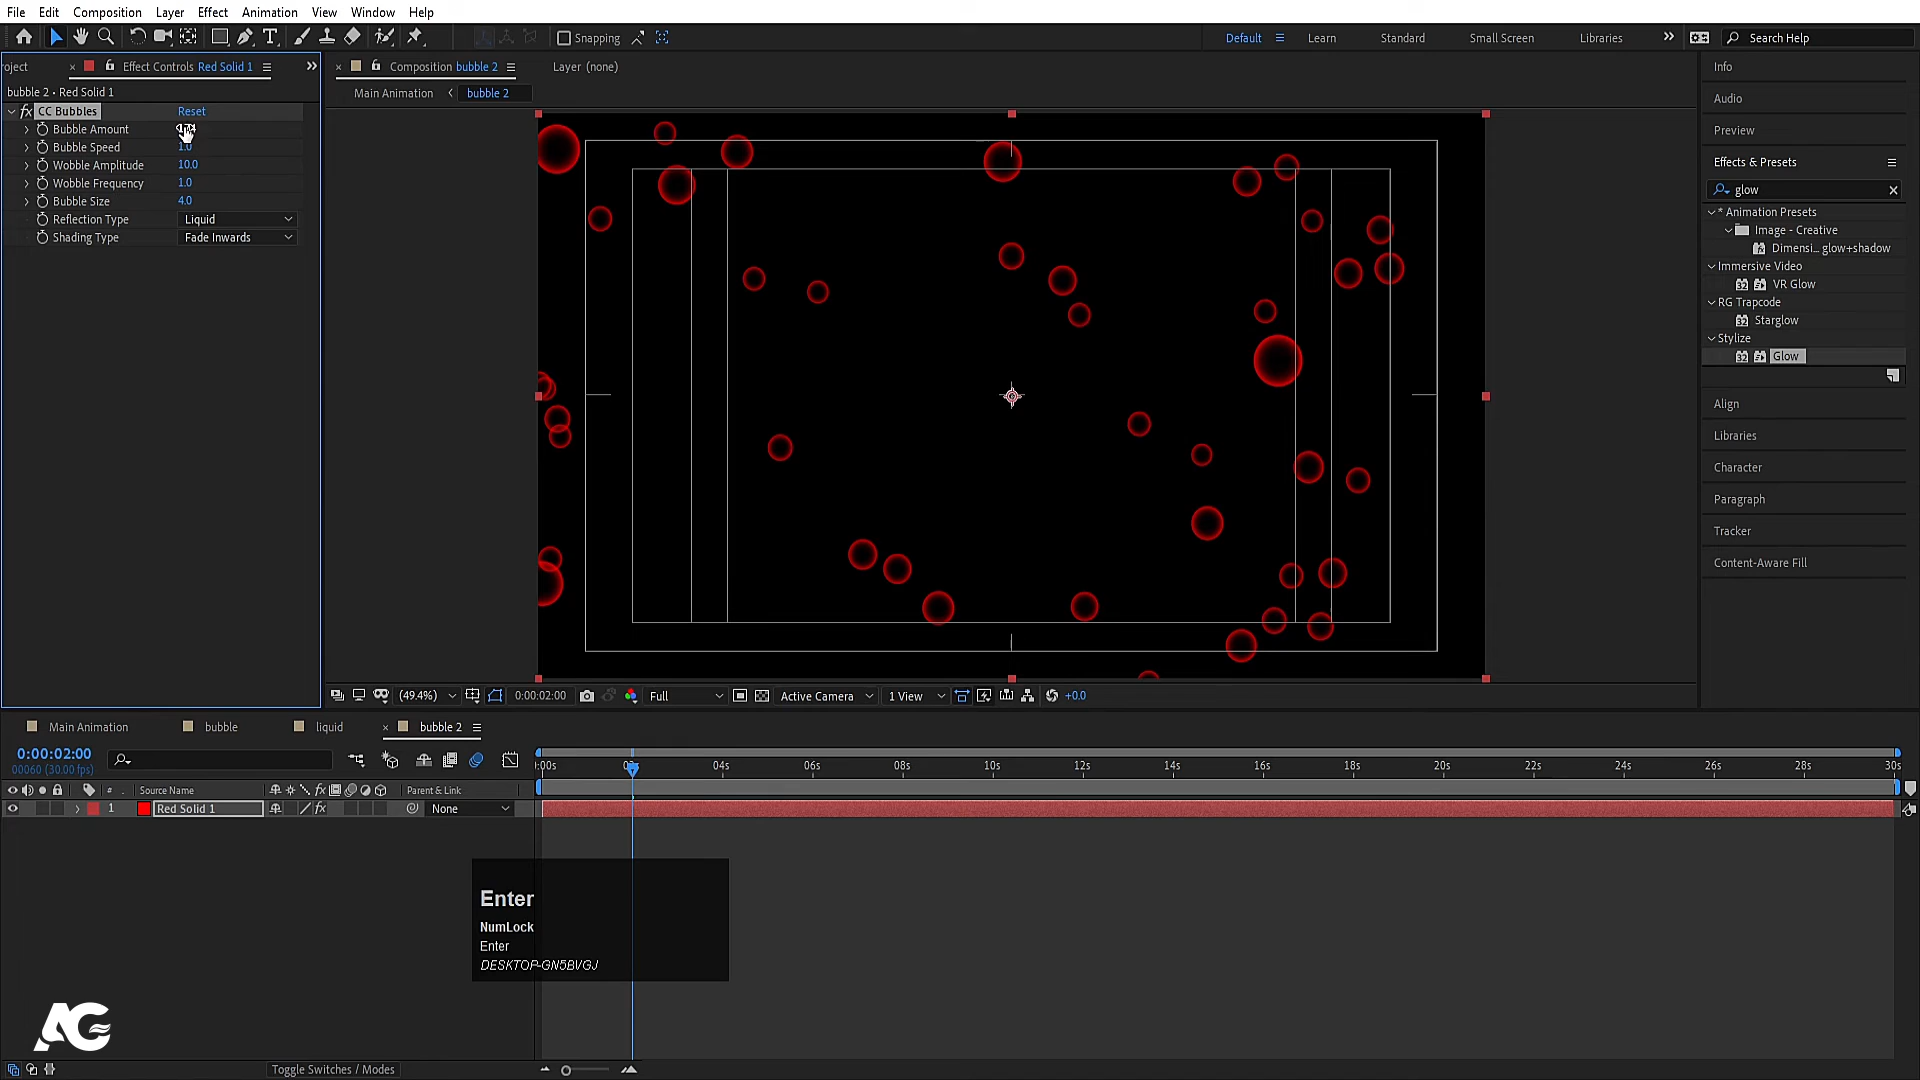 File Edit Composition Layer Effect Animation View Window Help
Snapping
Default Learn Standard Small Screen Libraries Search Help
oject Effect Controls Red Solid 1
bubble 2 • Red Solid 1
fx CC Bubbles Reset
Bubble Amount
Bubble Speed 1.0
Wobble Amplitude 10.0
Wobble Frequency 1.0
Bubble Size 4.0
Reflection Type Liquid
Shading Type Fade Inwards
Composition bubble 2 Layer (none)
Main Animation bubble 2
(49.4%) 0:00:02:00 Full Active Camera 1 View +0.0
Info
Audio
Preview
Effects & Presets
glow
* Animation Presets
Image - Creative
Dimensi... glow+shadow
Immersive Video
VR Glow
RG Trapcode
Starglow
Stylize
Glow
Align
Libraries
Character
Paragraph
Tracker
Content-Aware Fill
Main Animation bubble liquid bubble 2
0:00:02:00
00060 (30.00 fps)
# Source Name Parent & Link
1 Red Solid 1 None
:00s 04s 06s 08s 10s 12s 14s 16s 18s 20s 22s 24s 26s 28s 30s
Enter
NumLock
Enter
DESKTOP-GN5BVGJ
AG
Toggle Switches / Modes